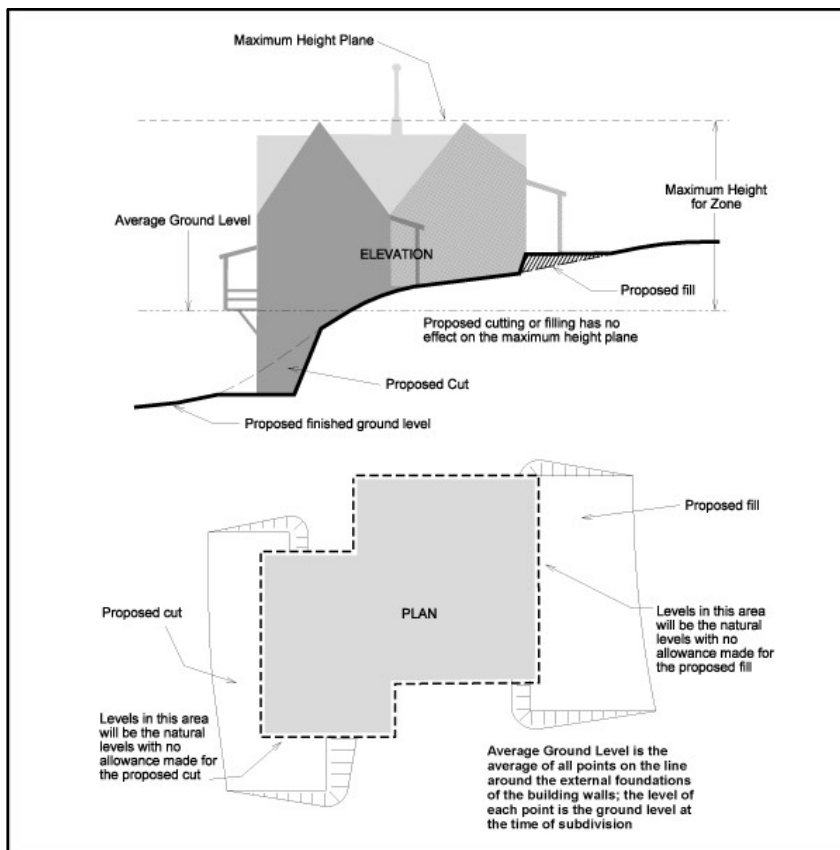 Maximum Height Plane
Maximum Height
for Zone
Average Ground Level
ELEVATION
Proposed fill
Proposed cutting or filling has no
effect on the maximum height plane
Proposed Cut
Proposed finished ground level
Proposed fill
Proposed cut
PLAN
Levels in this area
will be the natural
levels with no
allowance made for
the proposed fill
Levels in this area
will be the natural
levels with no
allowance made for
the proposed cut
Average Ground Level is the
average of all points on the line
around the external foundations
of the building walls; the level of
each point is the ground level at
the time of subdivision